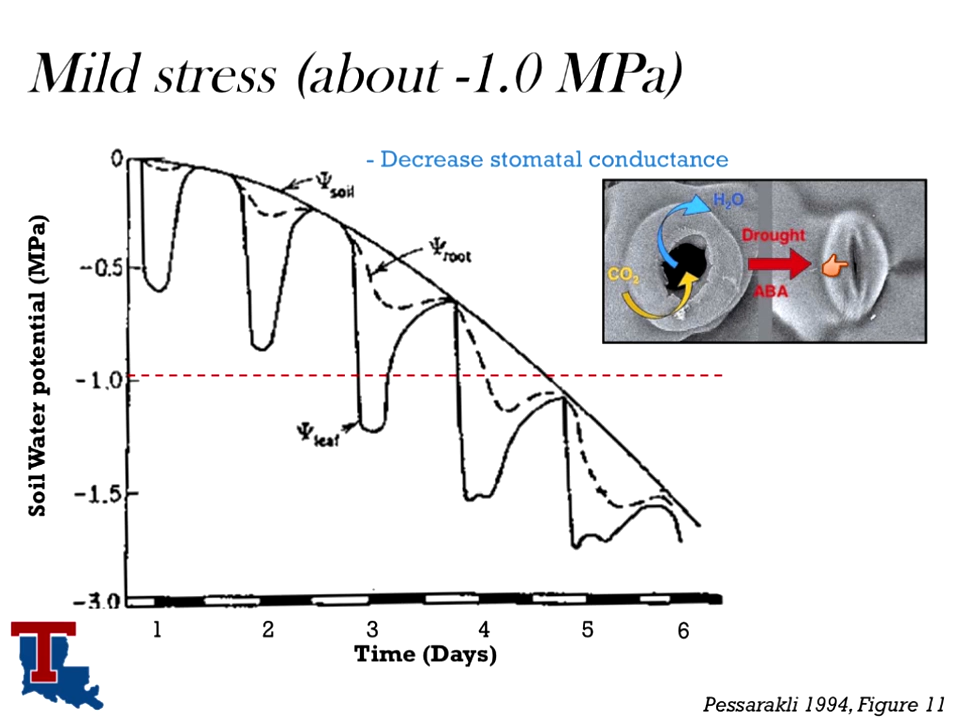 Mild stress (about -1.0 MPa)
- Decrease stomatal conductance
0
-0.5
-1.0
-1.5
-3.0
Soil Water potential (MPa)
Ψsoil
Ψroot
Ψleaf
H₂O
CO₂
Drought
ABA
1 2 3 4 5 6
Time (Days)
T
Pessarakli 1994, Figure 11